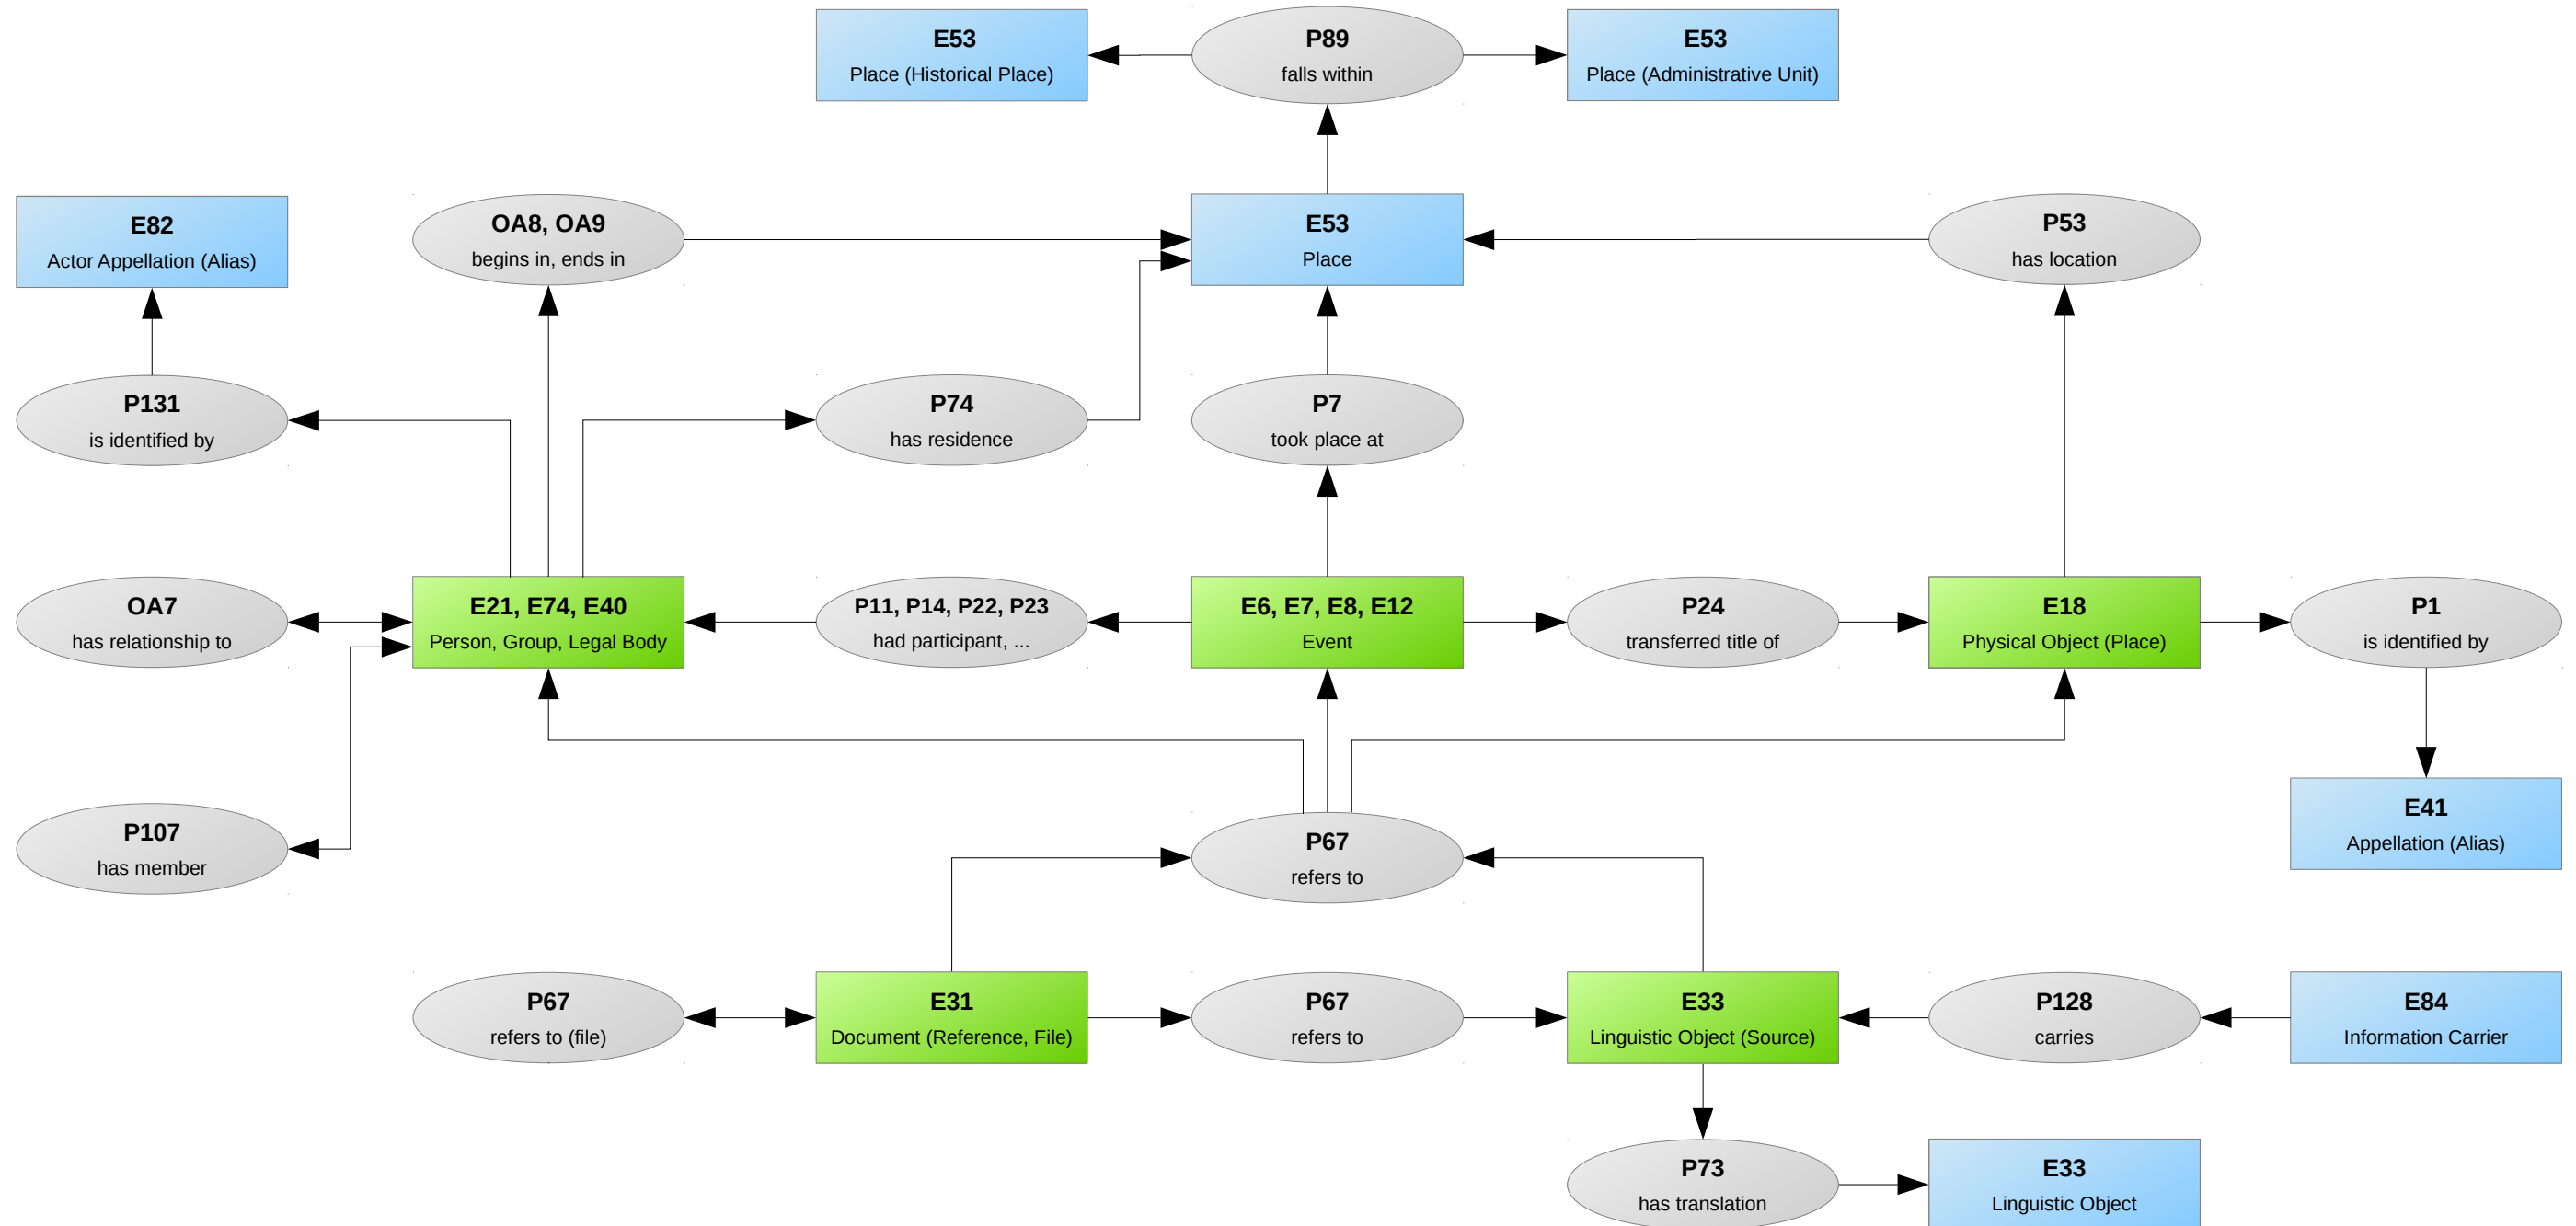 E53
Place (Historical Place)
P89
falls within
E53
Place (Administrative Unit)
E82
Actor Appellation (Alias)
OA8, OA9
begins in, ends in
E53
Place
P53
has location
P131
is identified by
P74
has residence
P7
took place at
OA7
has relationship to
E21, E74, E40
Person, Group, Legal Body
P11, P14, P22, P23
had participant, ...
E6, E7, E8, E12
Event
P24
transferred title of
E18
Physical Object (Place)
P1
is identified by
P107
has member
P67
refers to
E41
Appellation (Alias)
P67
refers to (file)
E31
Document (Reference, File)
P67
refers to
E33
Linguistic Object (Source)
P128
carries
E84
Information Carrier
P73
has translation
E33
Linguistic Object